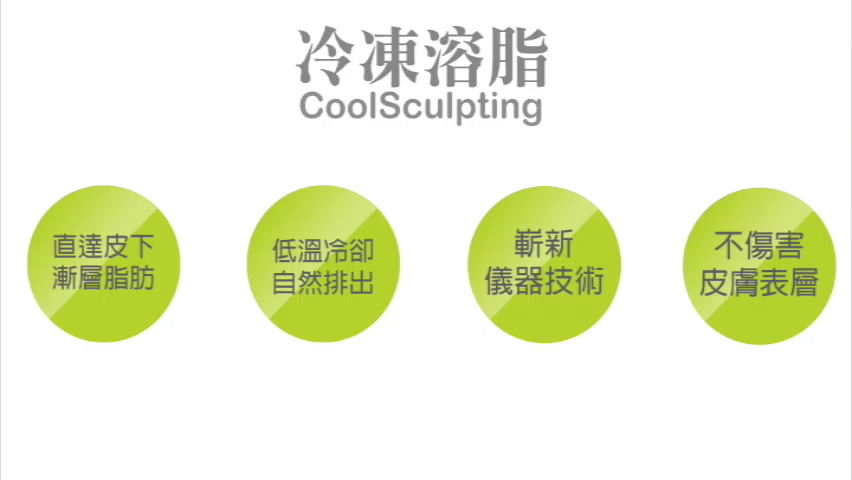 冷凍溶脂
CoolSculpting
直達皮下
漸層脂肪
低溫冷卻
自然排出
嶄新
儀器技術
不傷害
皮膚表層